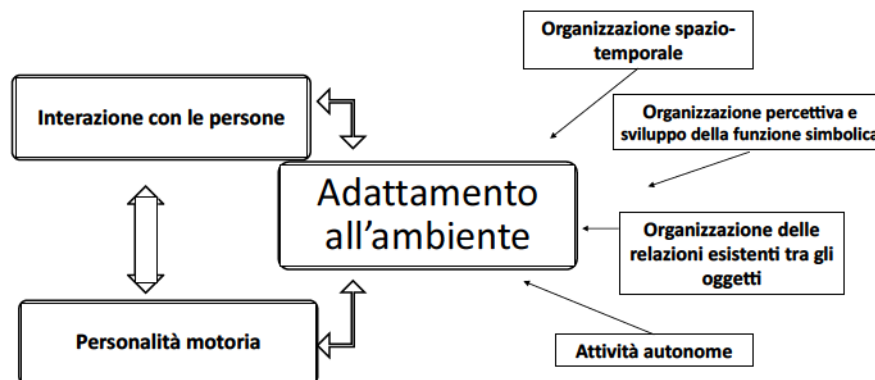 Organizzazione spazio-
temporale
Interazione con le persone
Organizzazione percettiva e
sviluppo della funzione simbolica
Adattamento
all’ambiente
Organizzazione delle
relazioni esistenti tra gli
oggetti
Personalità motoria
Attività autonome